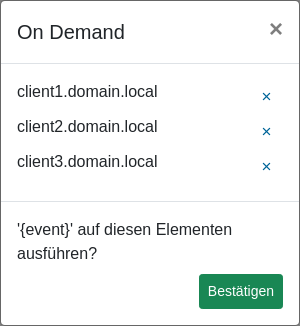 On Demand ×
client1.domain.local ×
client2.domain.local ×
client3.domain.local ×
'{event}' auf diesen Elementen
ausführen?
Bestätigen